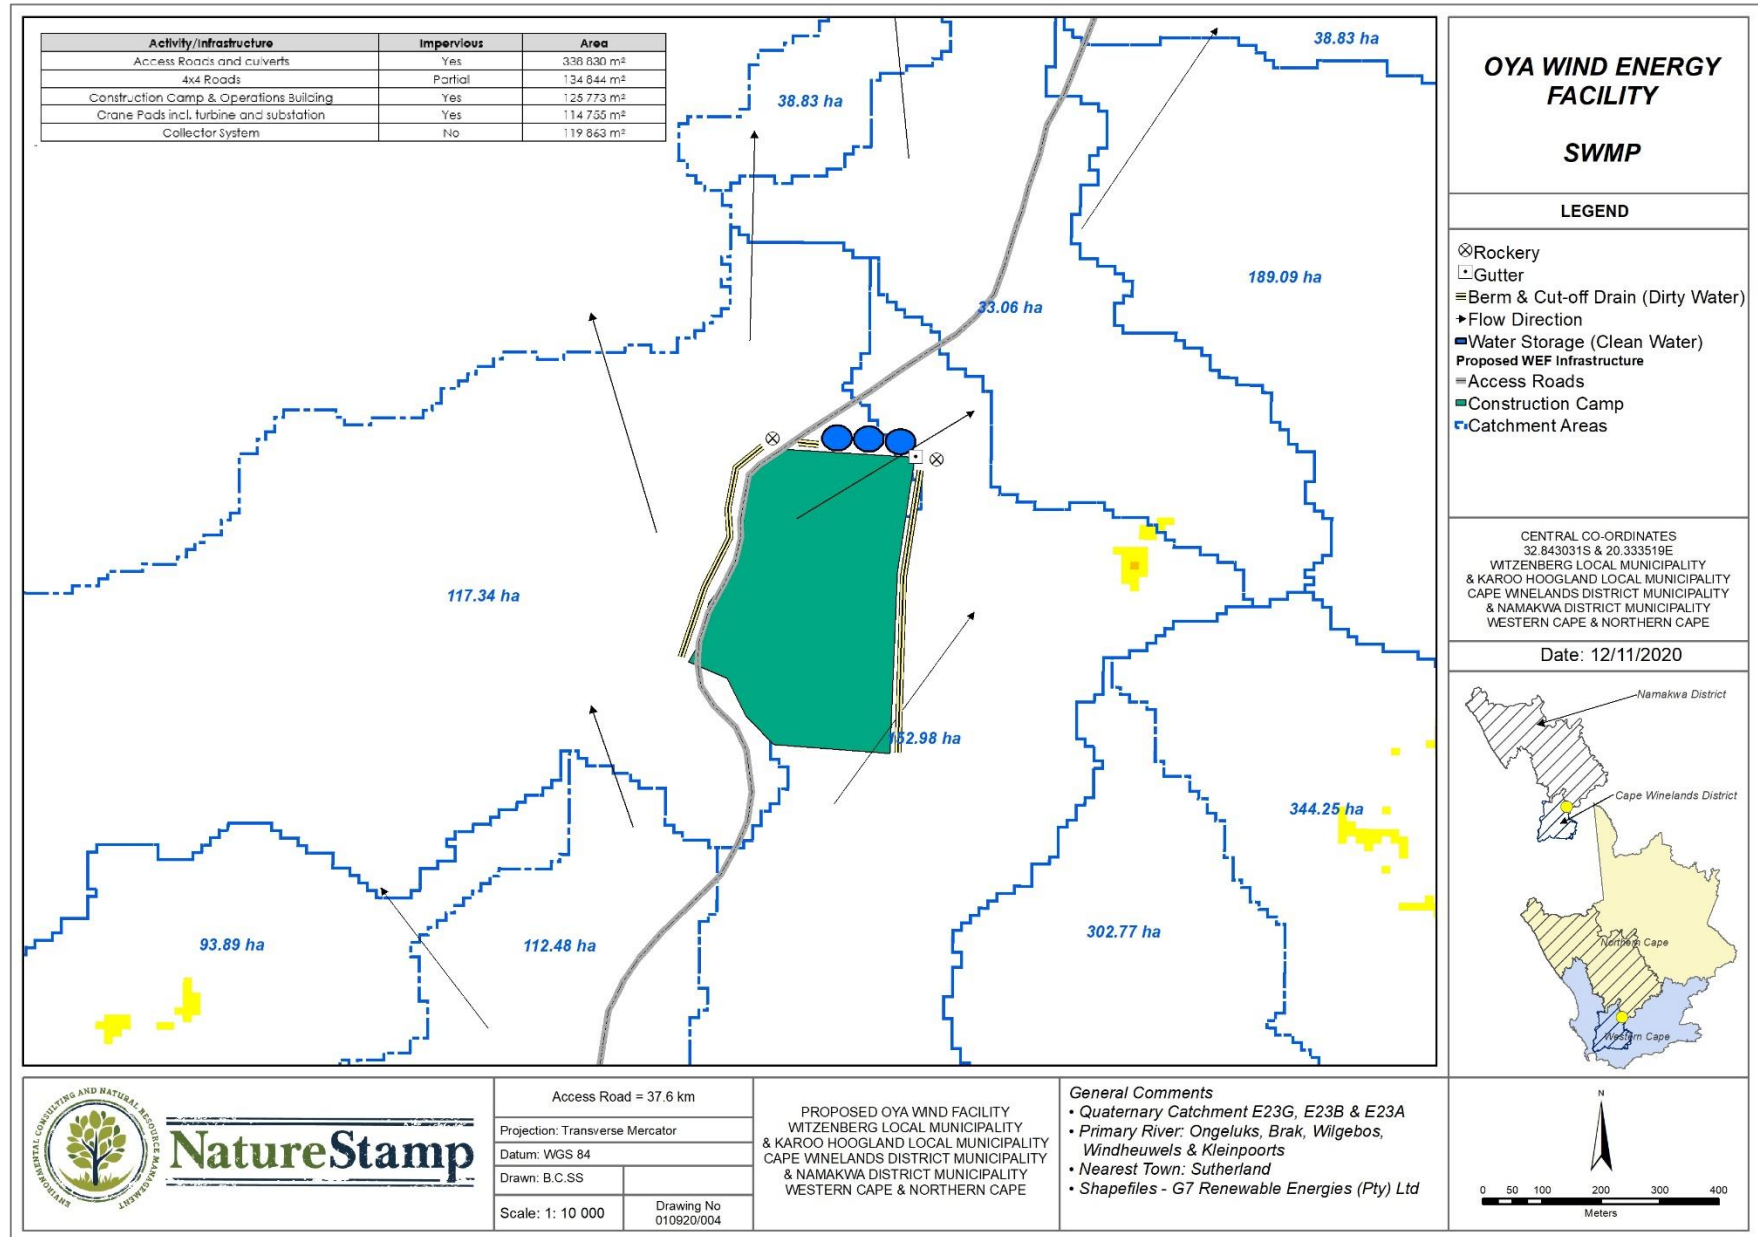 Activity/Infrastructure Impervious Area
Access Roads and culverts Yes 338 830 m²
4x4 Roads Partial 134 844 m²
Construction Camp & Operations Building Yes 125 773 m²
Crane Pads incl. turbine and substation Yes 114 755 m²
Collector System No 119 863 m²
38.83 ha
38.83 ha
189.09 ha
33.06 ha
117.34 ha
152.98 ha
344.25 ha
93.89 ha
112.48 ha
302.77 ha
OYA WIND ENERGY
FACILITY
SWMP
LEGEND
Rockery
Gutter
Berm & Cut-off Drain (Dirty Water)
Flow Direction
Water Storage (Clean Water)
Proposed WEF Infrastructure
Access Roads
Construction Camp
Catchment Areas
CENTRAL CO-ORDINATES
32.843031S & 20.333519E
WITZENBERG LOCAL MUNICIPALITY
& KAROO HOOGLAND LOCAL MUNICIPALITY
CAPE WINELANDS DISTRICT MUNICIPALITY
& NAMAKWA DISTRICT MUNICIPALITY
WESTERN CAPE & NORTHERN CAPE
Date: 12/11/2020
Namakwa District
Cape Winelands District
Northern Cape
Western Cape
ENVIRONMENTAL CONSULTING AND NATURAL RESOURCE MANAGEMENT
NatureStamp
Access Road = 37.6 km
Projection: Transverse Mercator
Datum: WGS 84
Drawn: B.C.SS
Scale: 1: 10 000
Drawing No
010920/004
PROPOSED OYA WIND FACILITY
WITZENBERG LOCAL MUNICIPALITY
& KAROO HOOGLAND LOCAL MUNICIPALITY
CAPE WINELANDS DISTRICT MUNICIPALITY
& NAMAKWA DISTRICT MUNICIPALITY
WESTERN CAPE & NORTHERN CAPE
General Comments
• Quaternary Catchment E23G, E23B & E23A
• Primary River: Ongeluks, Brak, Wilgebos,
Windheuwels & Kleinpoorts
• Nearest Town: Sutherland
• Shapefiles - G7 Renewable Energies (Pty) Ltd
N
0 50 100 200 300 400
Meters